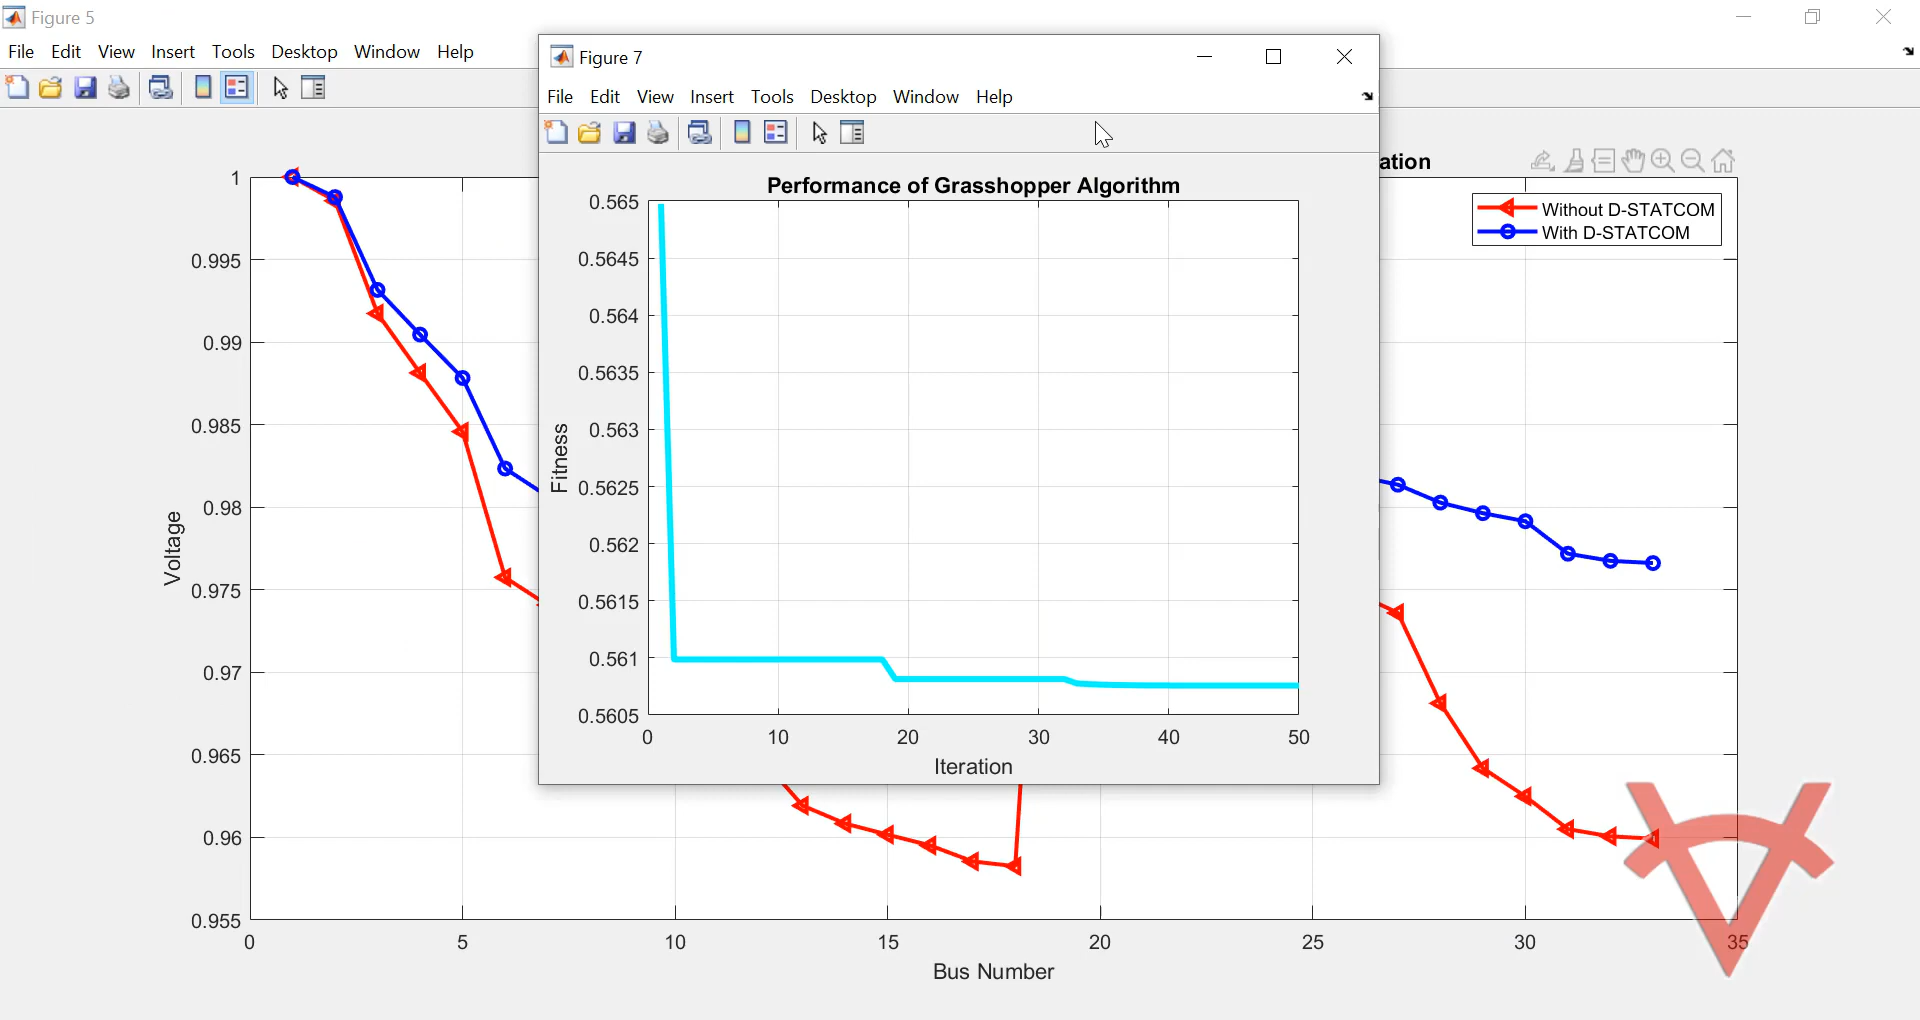 Figure 5
File Edit View Insert Tools Desktop Window Help
Figure 7
File Edit View Insert Tools Desktop Window Help
ation
Without D-STATCOM
With D-STATCOM
Voltage
1
0.995
0.99
0.985
0.98
0.975
0.97
0.965
0.96
0.955
0 5 10 15 20 25 30 35
Bus Number
Performance of Grasshopper Algorithm
Fitness
0.565
0.5645
0.564
0.5635
0.563
0.5625
0.562
0.5615
0.561
0.5605
0 10 20 30 40 50
Iteration